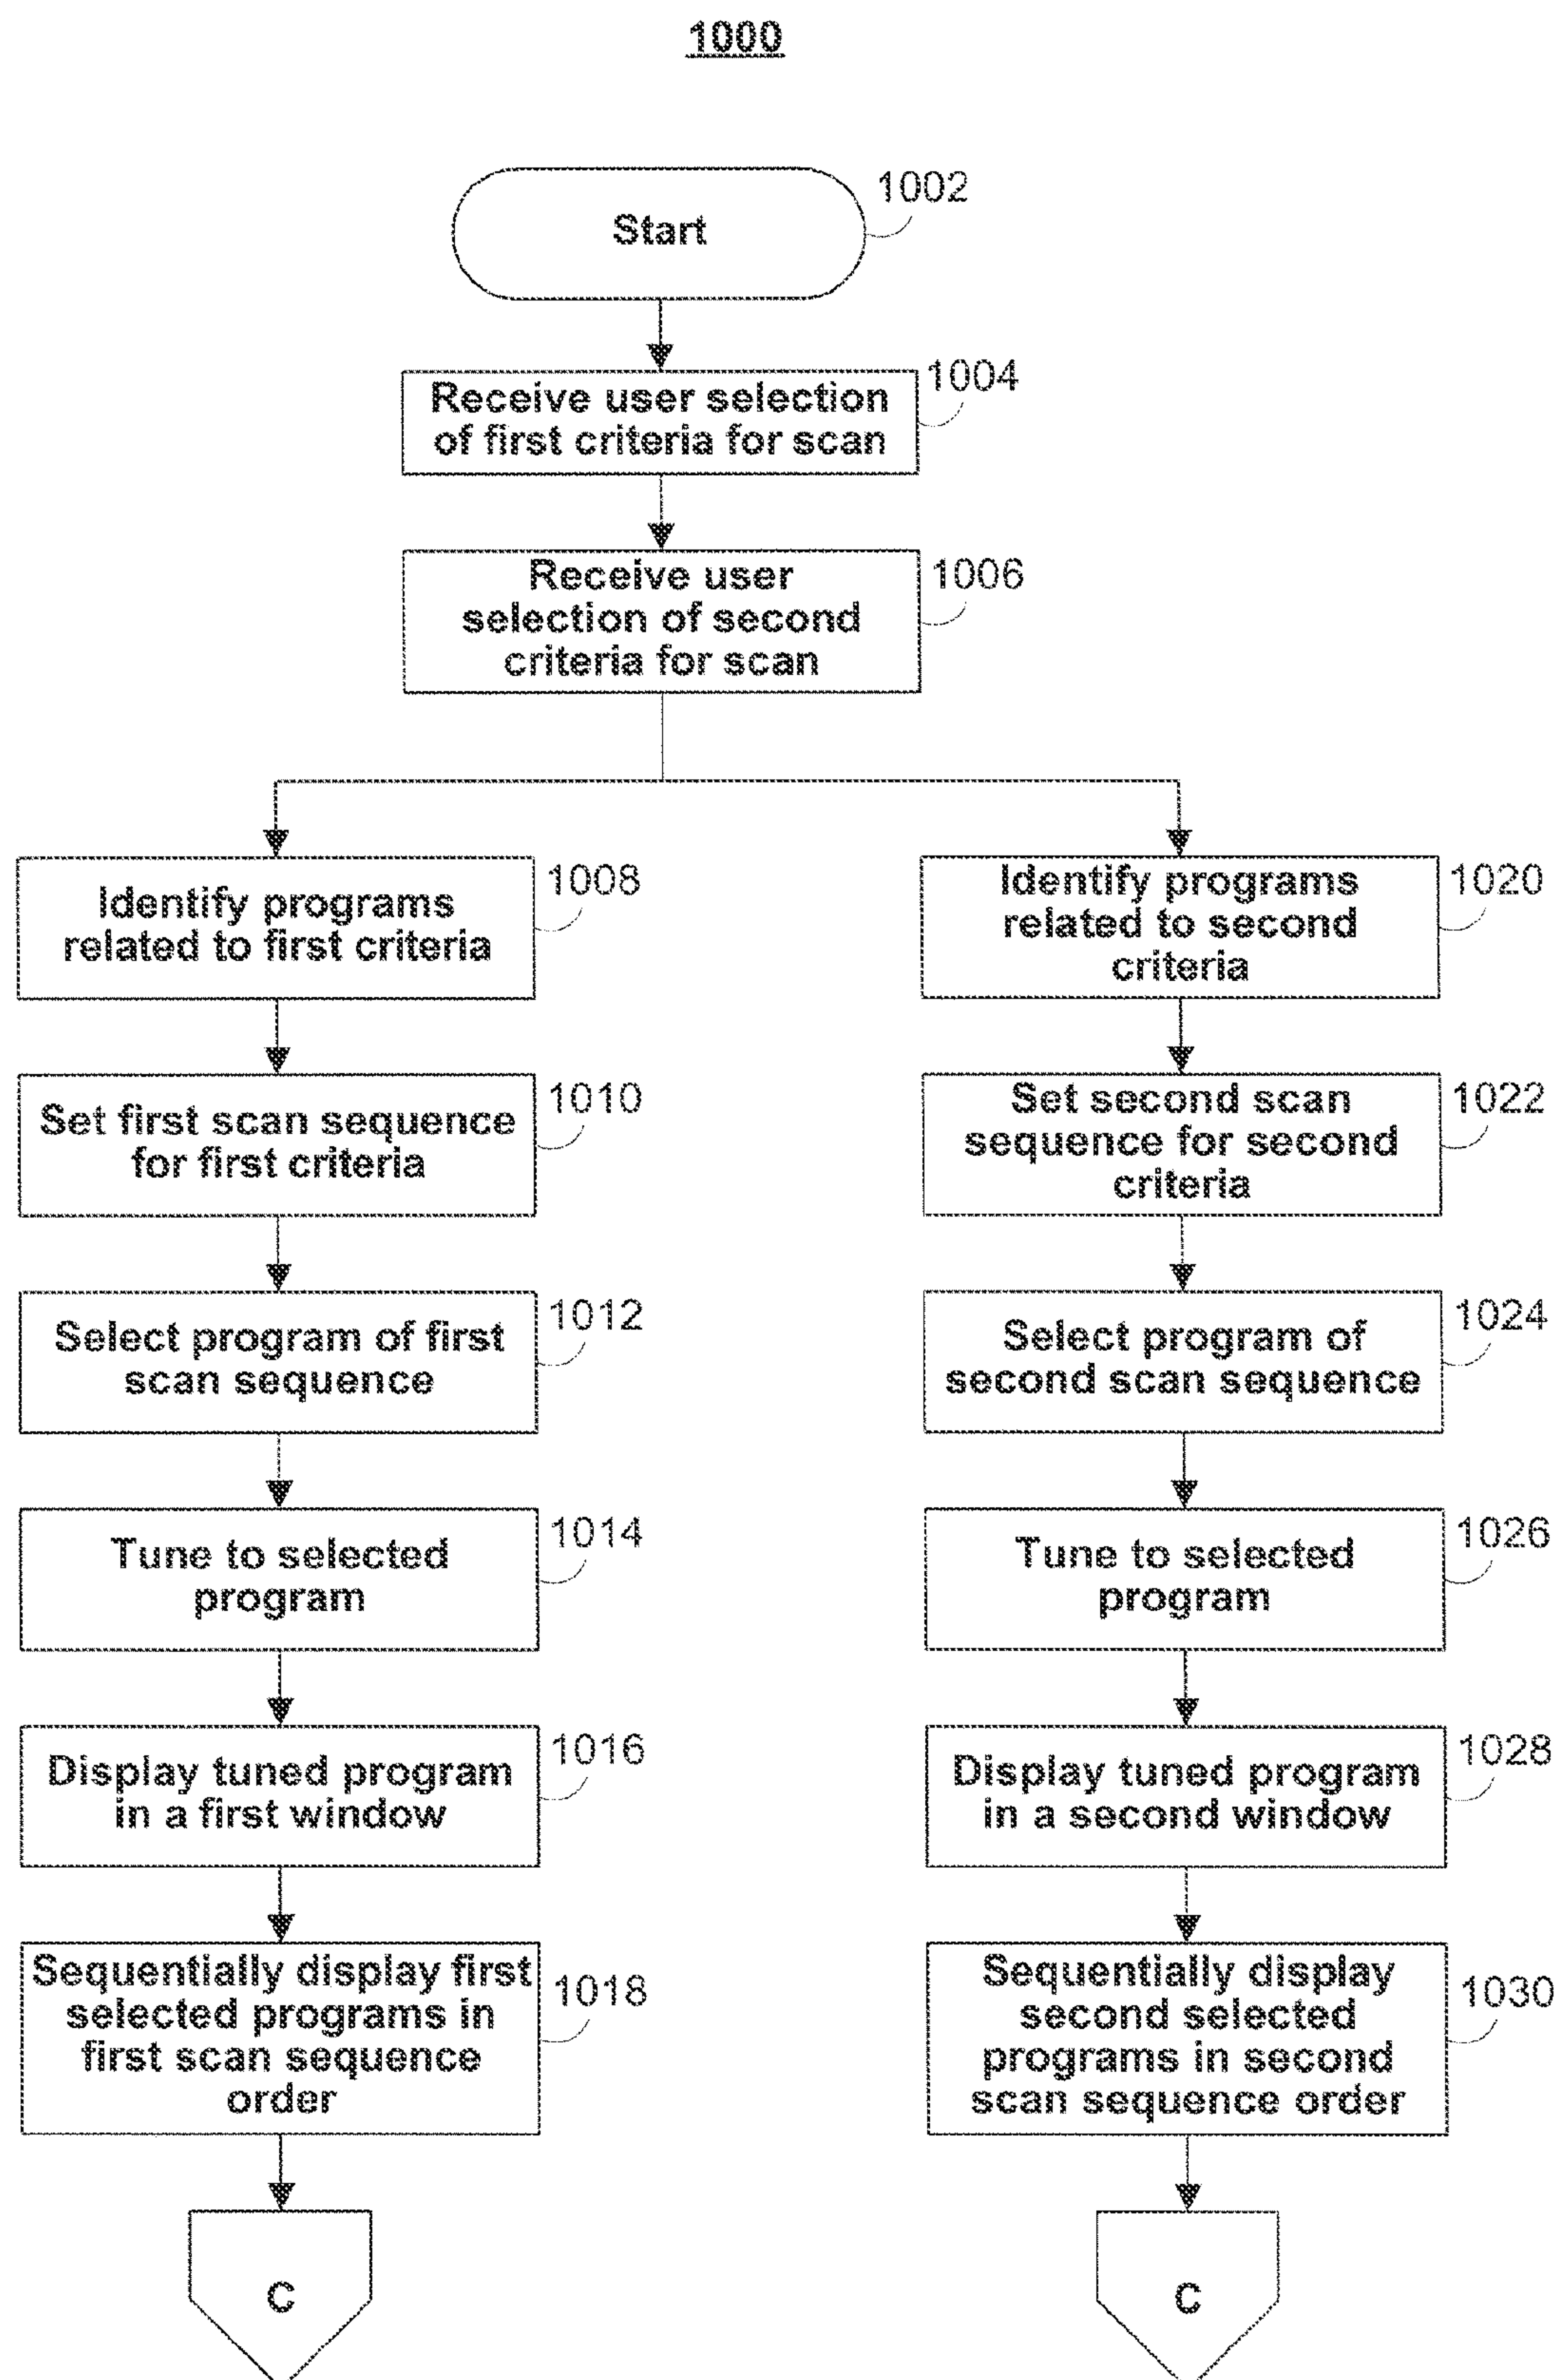 1000
Start
1002
Receive user selection
of first criteria for scan
1004
Receive user
selection of second
criteria for scan
1006
Identify programs
related to first criteria
1008
Set first scan sequence
for first criteria
1010
Select program of first
scan sequence
1012
Tune to selected
program
1014
Display tuned program
in a first window
1016
Sequentially display first
selected programs in
first scan sequence
order
1018
C
Identify programs
related to second
criteria
1020
Set second scan
sequence for second
criteria
1022
Select program of
second scan sequence
1024
Tune to selected
program
1026
Display tuned program
in a second window
1028
Sequentially display
second selected
programs in second
scan sequence order
1030
C